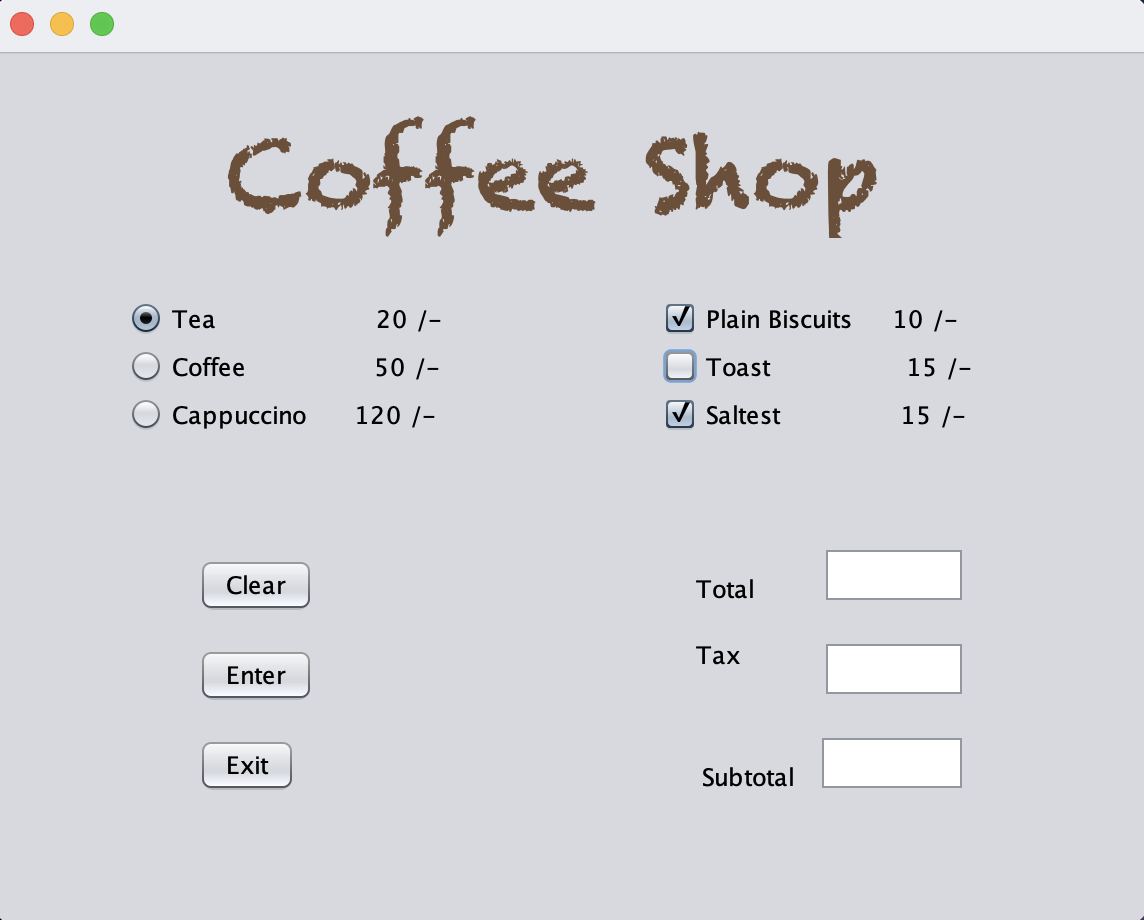 Coffee Shop
Tea 20 /-
Plain Biscuits 10 /-
Coffee 50 /-
Toast 15 /-
Cappuccino 120 /-
Saltest 15 /-
Clear
Total
Enter
Tax
Exit
Subtotal